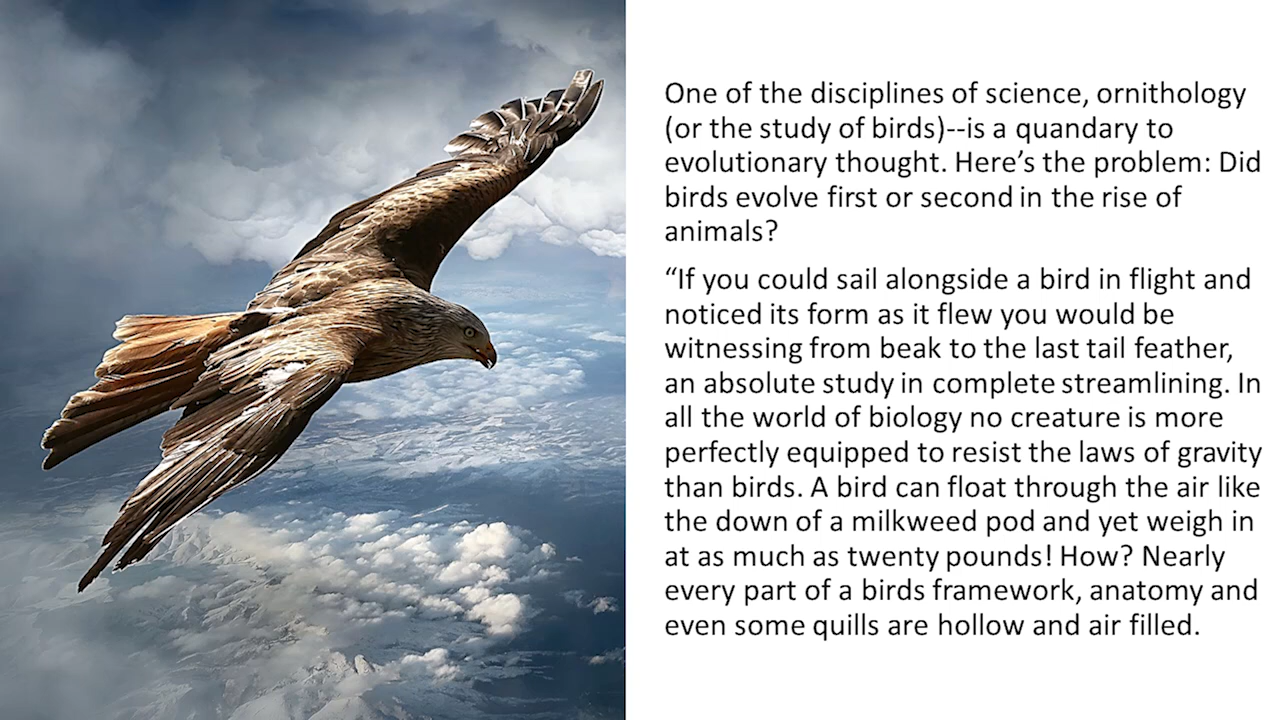 One of the disciplines of science, ornithology
(or the study of birds)--is a quandary to
evolutionary thought. Here’s the problem: Did
birds evolve first or second in the rise of
animals?
“If you could sail alongside a bird in flight and
noticed its form as it flew you would be
witnessing from beak to the last tail feather,
an absolute study in complete streamlining. In
all the world of biology no creature is more
perfectly equipped to resist the laws of gravity
than birds. A bird can float through the air like
the down of a milkweed pod and yet weigh in
at as much as twenty pounds! How? Nearly
every part of a birds framework, anatomy and
even some quills are hollow and air filled.